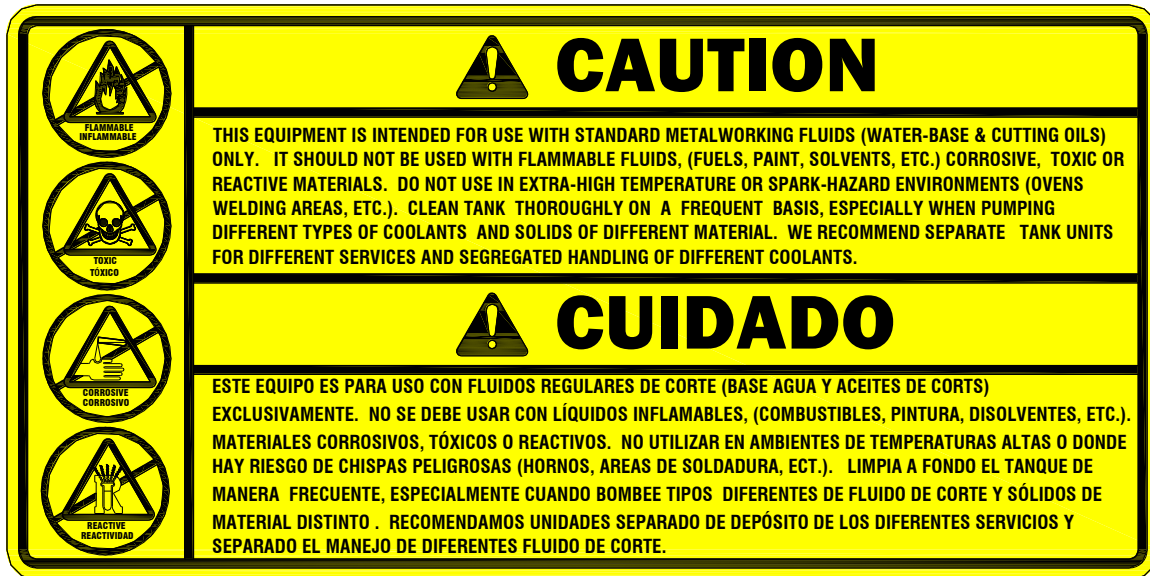 FLAMMABLE
INFLAMMABLE
TOXIC
TÓXICO
CORROSIVE
CORROSIVO
REACTIVE
REACTIVIDAD
CAUTION
THIS EQUIPMENT IS INTENDED FOR USE WITH STANDARD METALWORKING FLUIDS (WATER-BASE & CUTTING OILS)
ONLY. IT SHOULD NOT BE USED WITH FLAMMABLE FLUIDS, (FUELS, PAINT, SOLVENTS, ETC.) CORROSIVE, TOXIC OR
REACTIVE MATERIALS. DO NOT USE IN EXTRA-HIGH TEMPERATURE OR SPARK-HAZARD ENVIRONMENTS (OVENS
WELDING AREAS, ETC.). CLEAN TANK THOROUGHLY ON A FREQUENT BASIS, ESPECIALLY WHEN PUMPING
DIFFERENT TYPES OF COOLANTS AND SOLIDS OF DIFFERENT MATERIAL. WE RECOMMEND SEPARATE TANK UNITS
FOR DIFFERENT SERVICES AND SEGREGATED HANDLING OF DIFFERENT COOLANTS.
CUIDADO
ESTE EQUIPO ES PARA USO CON FLUIDOS REGULARES DE CORTE (BASE AGUA Y ACEITES DE CORTS)
EXCLUSIVAMENTE. NO SE DEBE USAR CON LÍQUIDOS INFLAMABLES, (COMBUSTIBLES, PINTURA, DISOLVENTES, ETC.).
MATERIALES CORROSIVOS, TÓXICOS O REACTIVOS. NO UTILIZAR EN AMBIENTES DE TEMPERATURAS ALTAS O DONDE
HAY RIESGO DE CHISPAS PELIGROSAS (HORNOS, AREAS DE SOLDADURA, ECT.). LIMPIA A FONDO EL TANQUE DE
MANERA FRECUENTE, ESPECIALMENTE CUANDO BOMBEE TIPOS DIFERENTES DE FLUIDO DE CORTE Y SÓLIDOS DE
MATERIAL DISTINTO . RECOMENDAMOS UNIDADES SEPARADO DE DEPÓSITO DE LOS DIFERENTES SERVICIOS Y
SEPARADO EL MANEJO DE DIFERENTES FLUIDO DE CORTE.